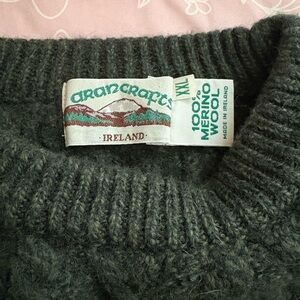 arancrafts
·IRELAND·
XXL
100%
MERINO
WOOL
MADE IN IRELAND